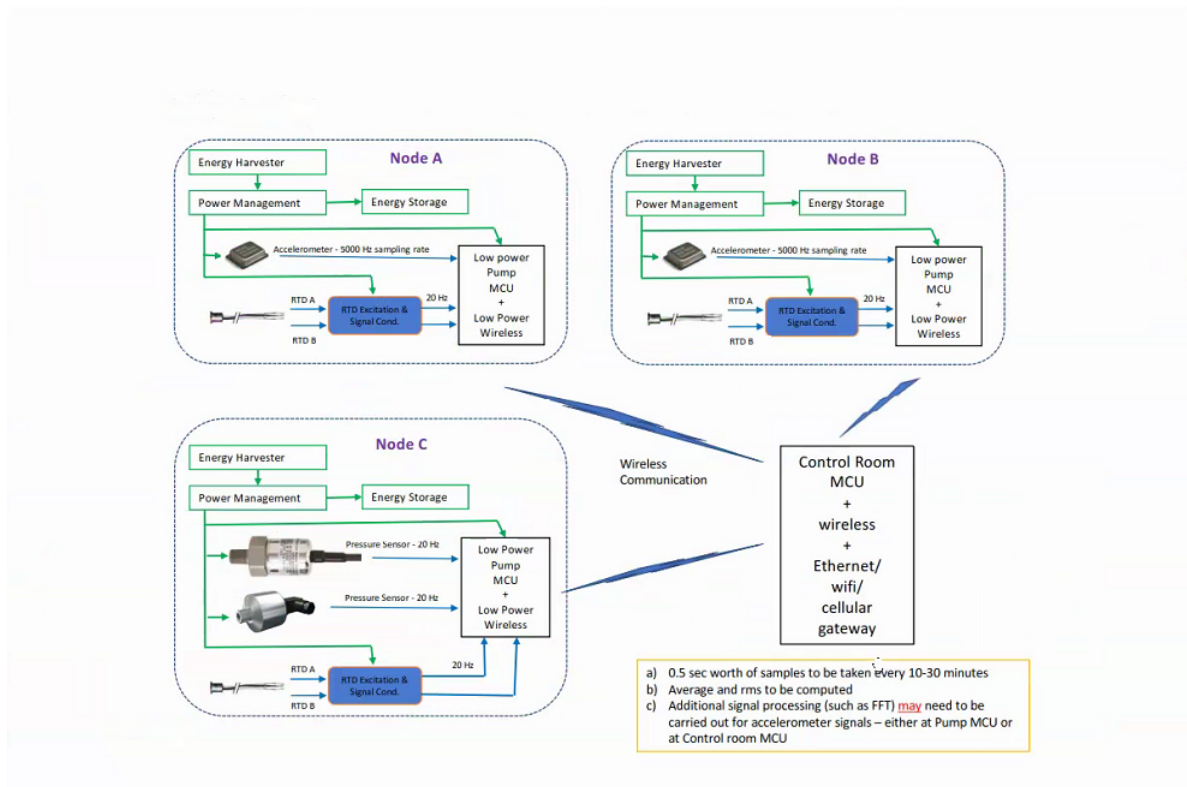 Node A
Energy Harvester
Power Management
Energy Storage
Accelerometer - 5000 Hz sampling rate
Low power
Pump
MCU
+
Low Power
Wireless
RTD A
RTD B
RTD Excitation &
Signal Cond.
20 Hz
Node B
Energy Harvester
Power Management
Energy Storage
Accelerometer - 5000 Hz sampling rate
Low power
Pump
MCU
+
Low Power
Wireless
RTD A
RTD B
RTD Excitation &
Signal Cond.
20 Hz
Node C
Energy Harvester
Power Management
Energy Storage
Pressure Sensor - 20 Hz
Pressure Sensor - 20 Hz
Low Power
Pump
MCU
+
Low Power
Wireless
RTD A
RTD B
RTD Excitation &
Signal Cond.
20 Hz
Wireless
Communication
Control Room
MCU
+
wireless
+
Ethernet/
wifi/
cellular
gateway
a) 0.5 sec worth of samples to be taken every 10-30 minutes
b) Average and rms to be computed
c) Additional signal processing (such as FFT) may need to be
carried out for accelerometer signals – either at Pump MCU or
at Control room MCU